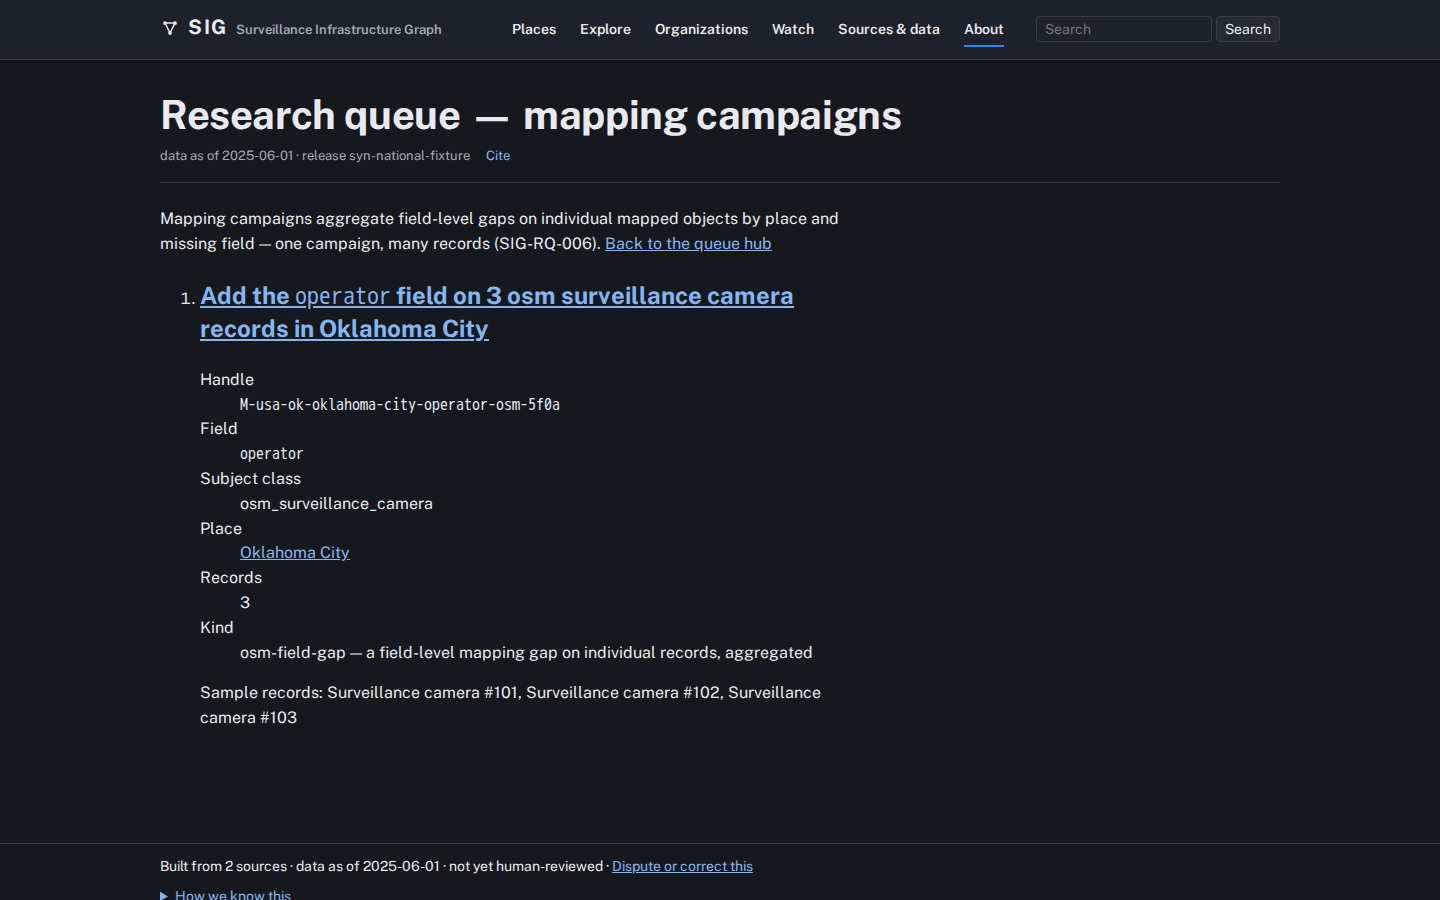 SIG Surveillance Infrastructure Graph Places Explore Organizations Watch Sources & data About Search Search
Research queue — mapping campaigns
data as of 2025-06-01 · release syn-national-fixture Cite
Mapping campaigns aggregate field-level gaps on individual mapped objects by place and
missing field — one campaign, many records (SIG-RQ-006). Back to the queue hub
1. Add the operator field on 3 osm surveillance camera
records in Oklahoma City
Handle
M-usa-ok-oklahoma-city-operator-osm-5f0a
Field
operator
Subject class
osm_surveillance_camera
Place
Oklahoma City
Records
3
Kind
osm-field-gap — a field-level mapping gap on individual records, aggregated
Sample records: Surveillance camera #101, Surveillance camera #102, Surveillance
camera #103
Built from 2 sources · data as of 2025-06-01 · not yet human-reviewed · Dispute or correct this
How we know this